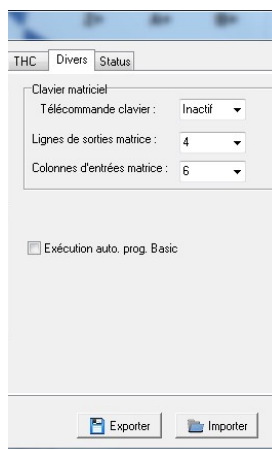 Z+ A+ B+
THC Divers Status
Clavier matriciel
Télécommande clavier : Inactif
Lignes de sorties matrice : 4
Colonnes d'entrées matrice : 6
Exécution auto. prog. Basic
Exporter Importer